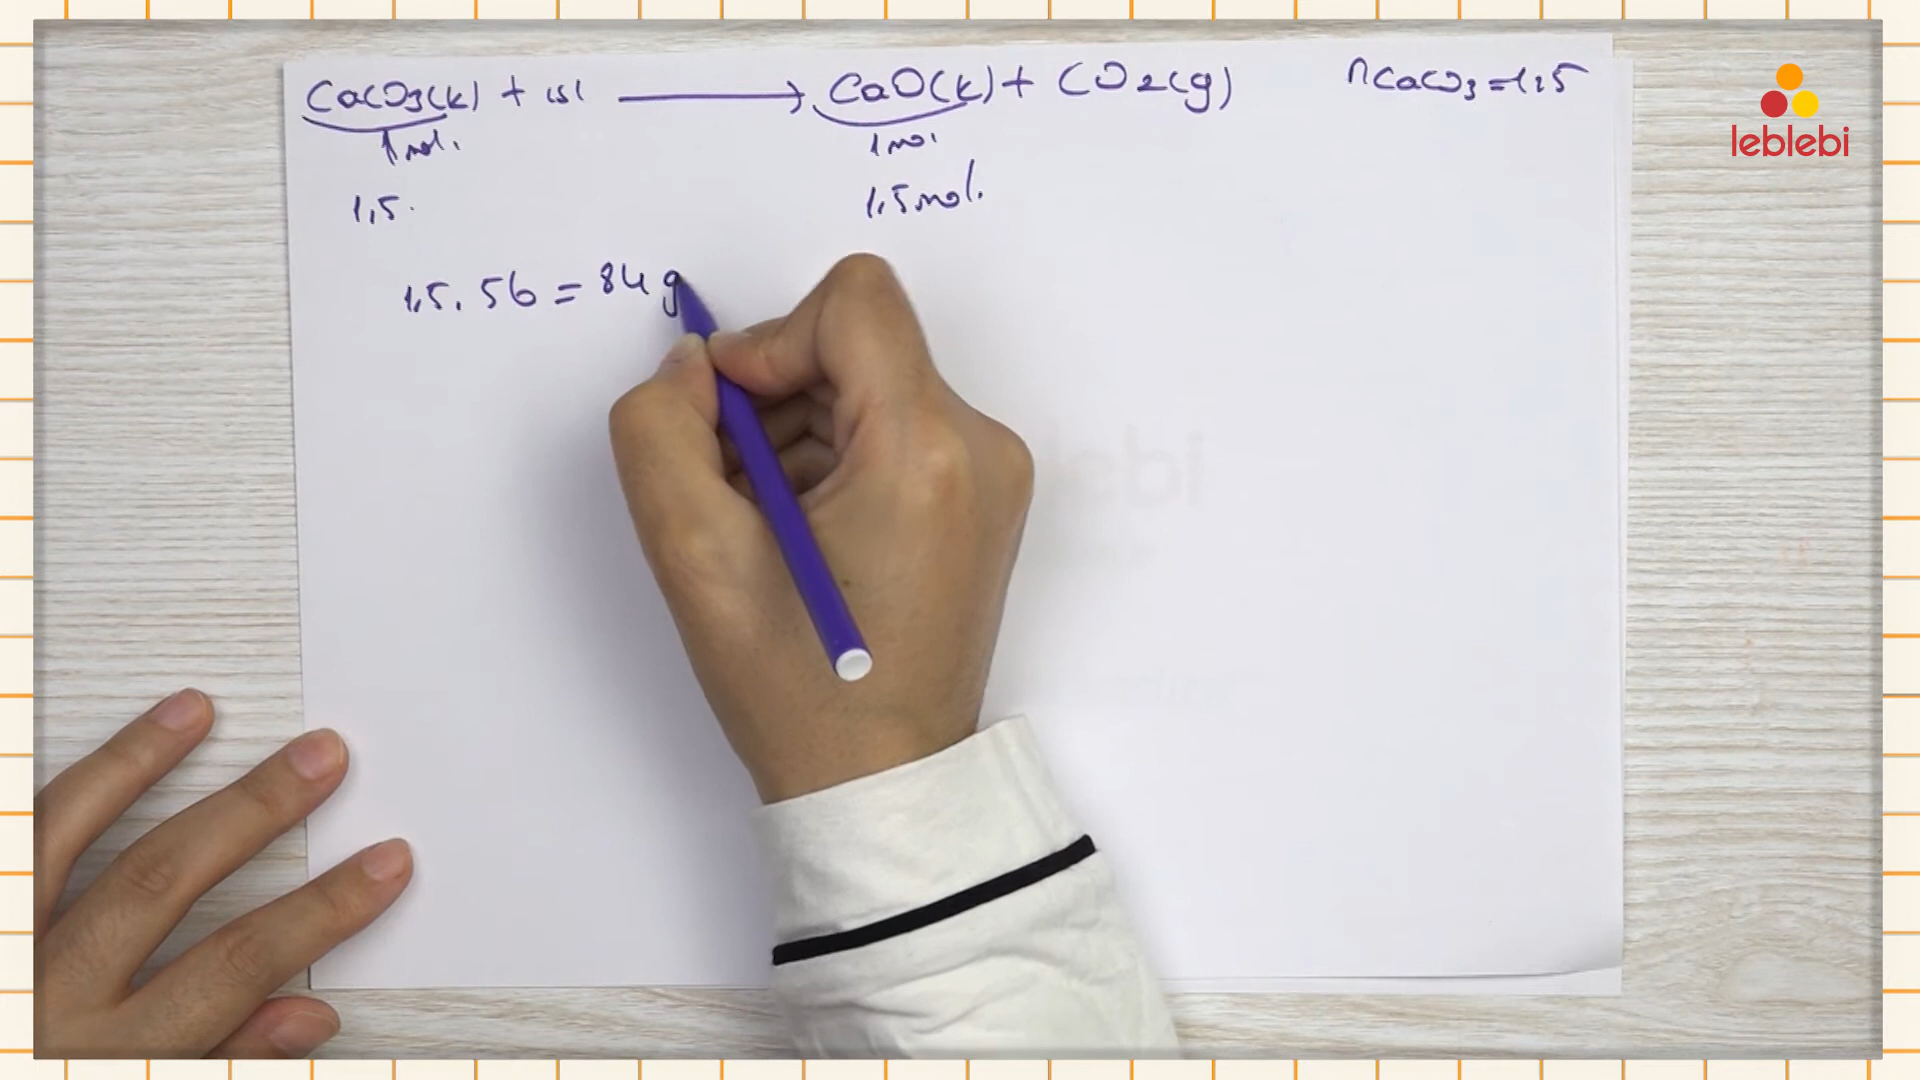 CaCO3(k) + ısı → CaO(k) + CO2(g)
nCaCO3=1,5
1 mol.
1 mol
1,5.
1,5 mol.
1,5 . 56 = 84 g
leblebi